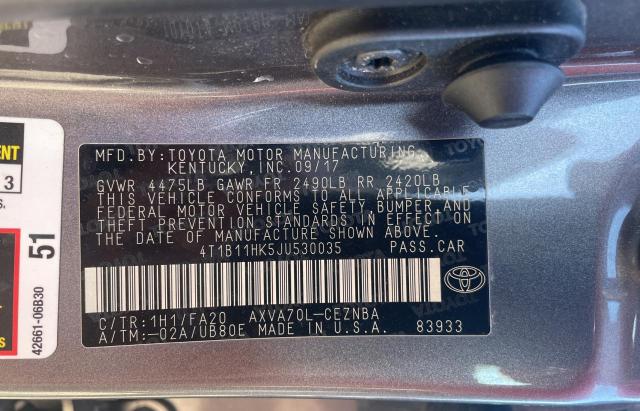 MFD.BY:TOYOTA MOTOR MANUFACTURING,
KENTUCKY, INC.09/17
GVWR 4475LB GAWR FR 2490LB RR 2420LB
THIS VEHICLE CONFORMS TO ALL APPLICABLE
FEDERAL MOTOR VEHICLE SAFETY BUMPER AND
THEFT PREVENTION STANDARDS IN EFFECT ON
THE DATE OF MANUFACTURE SHOWN ABOVE.
4T1B11HK5JU530035 PASS.CAR
C/TR:1H1/FA20 AXVA70L-CEZNBA
A/TM:-02A/UB80E MADE IN U.S.A. 83933
TOYOTA
3
S.
51
42661-06B30